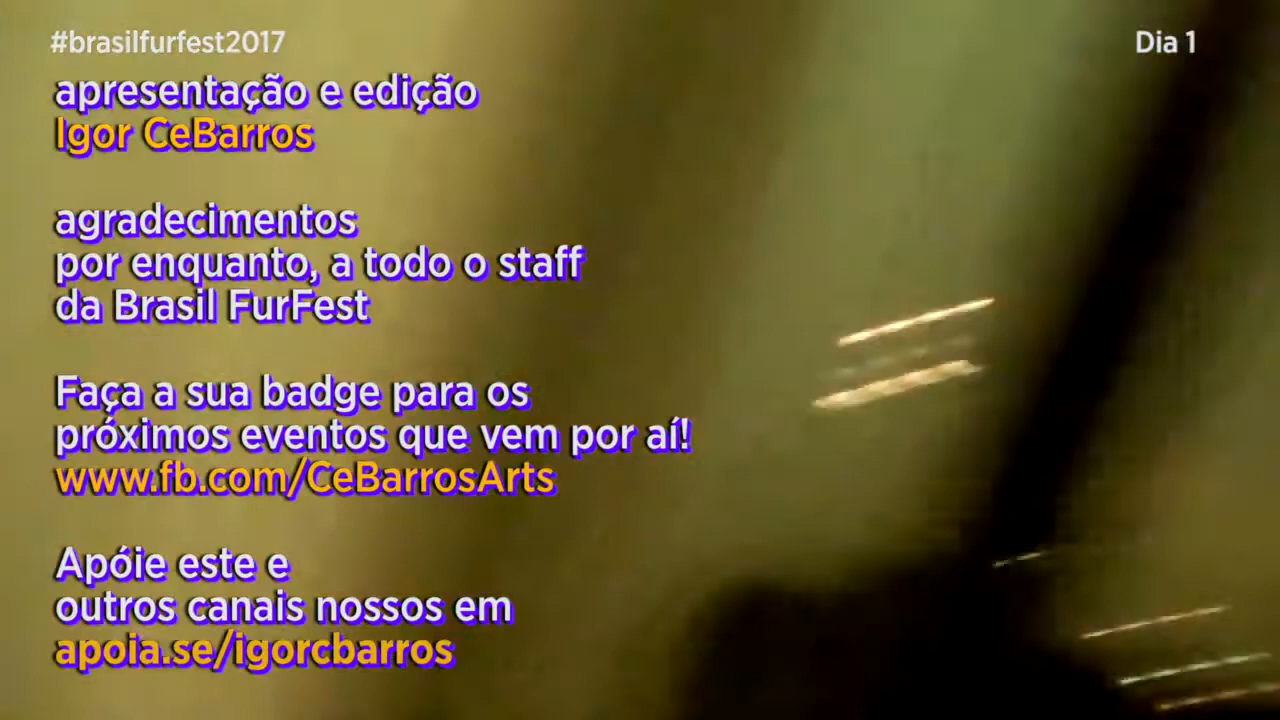 #brasilfurfest2017
Dia 1
apresentação e edição
Igor CeBarros
agradecimentos
por enquanto, a todo o staff
da Brasil FurFest
Faça a sua badge para os
próximos eventos que vem por aí!
www.fb.com/CeBarrosArts
Apóie este e
outros canais nossos em
apoia.se/igorcbarros